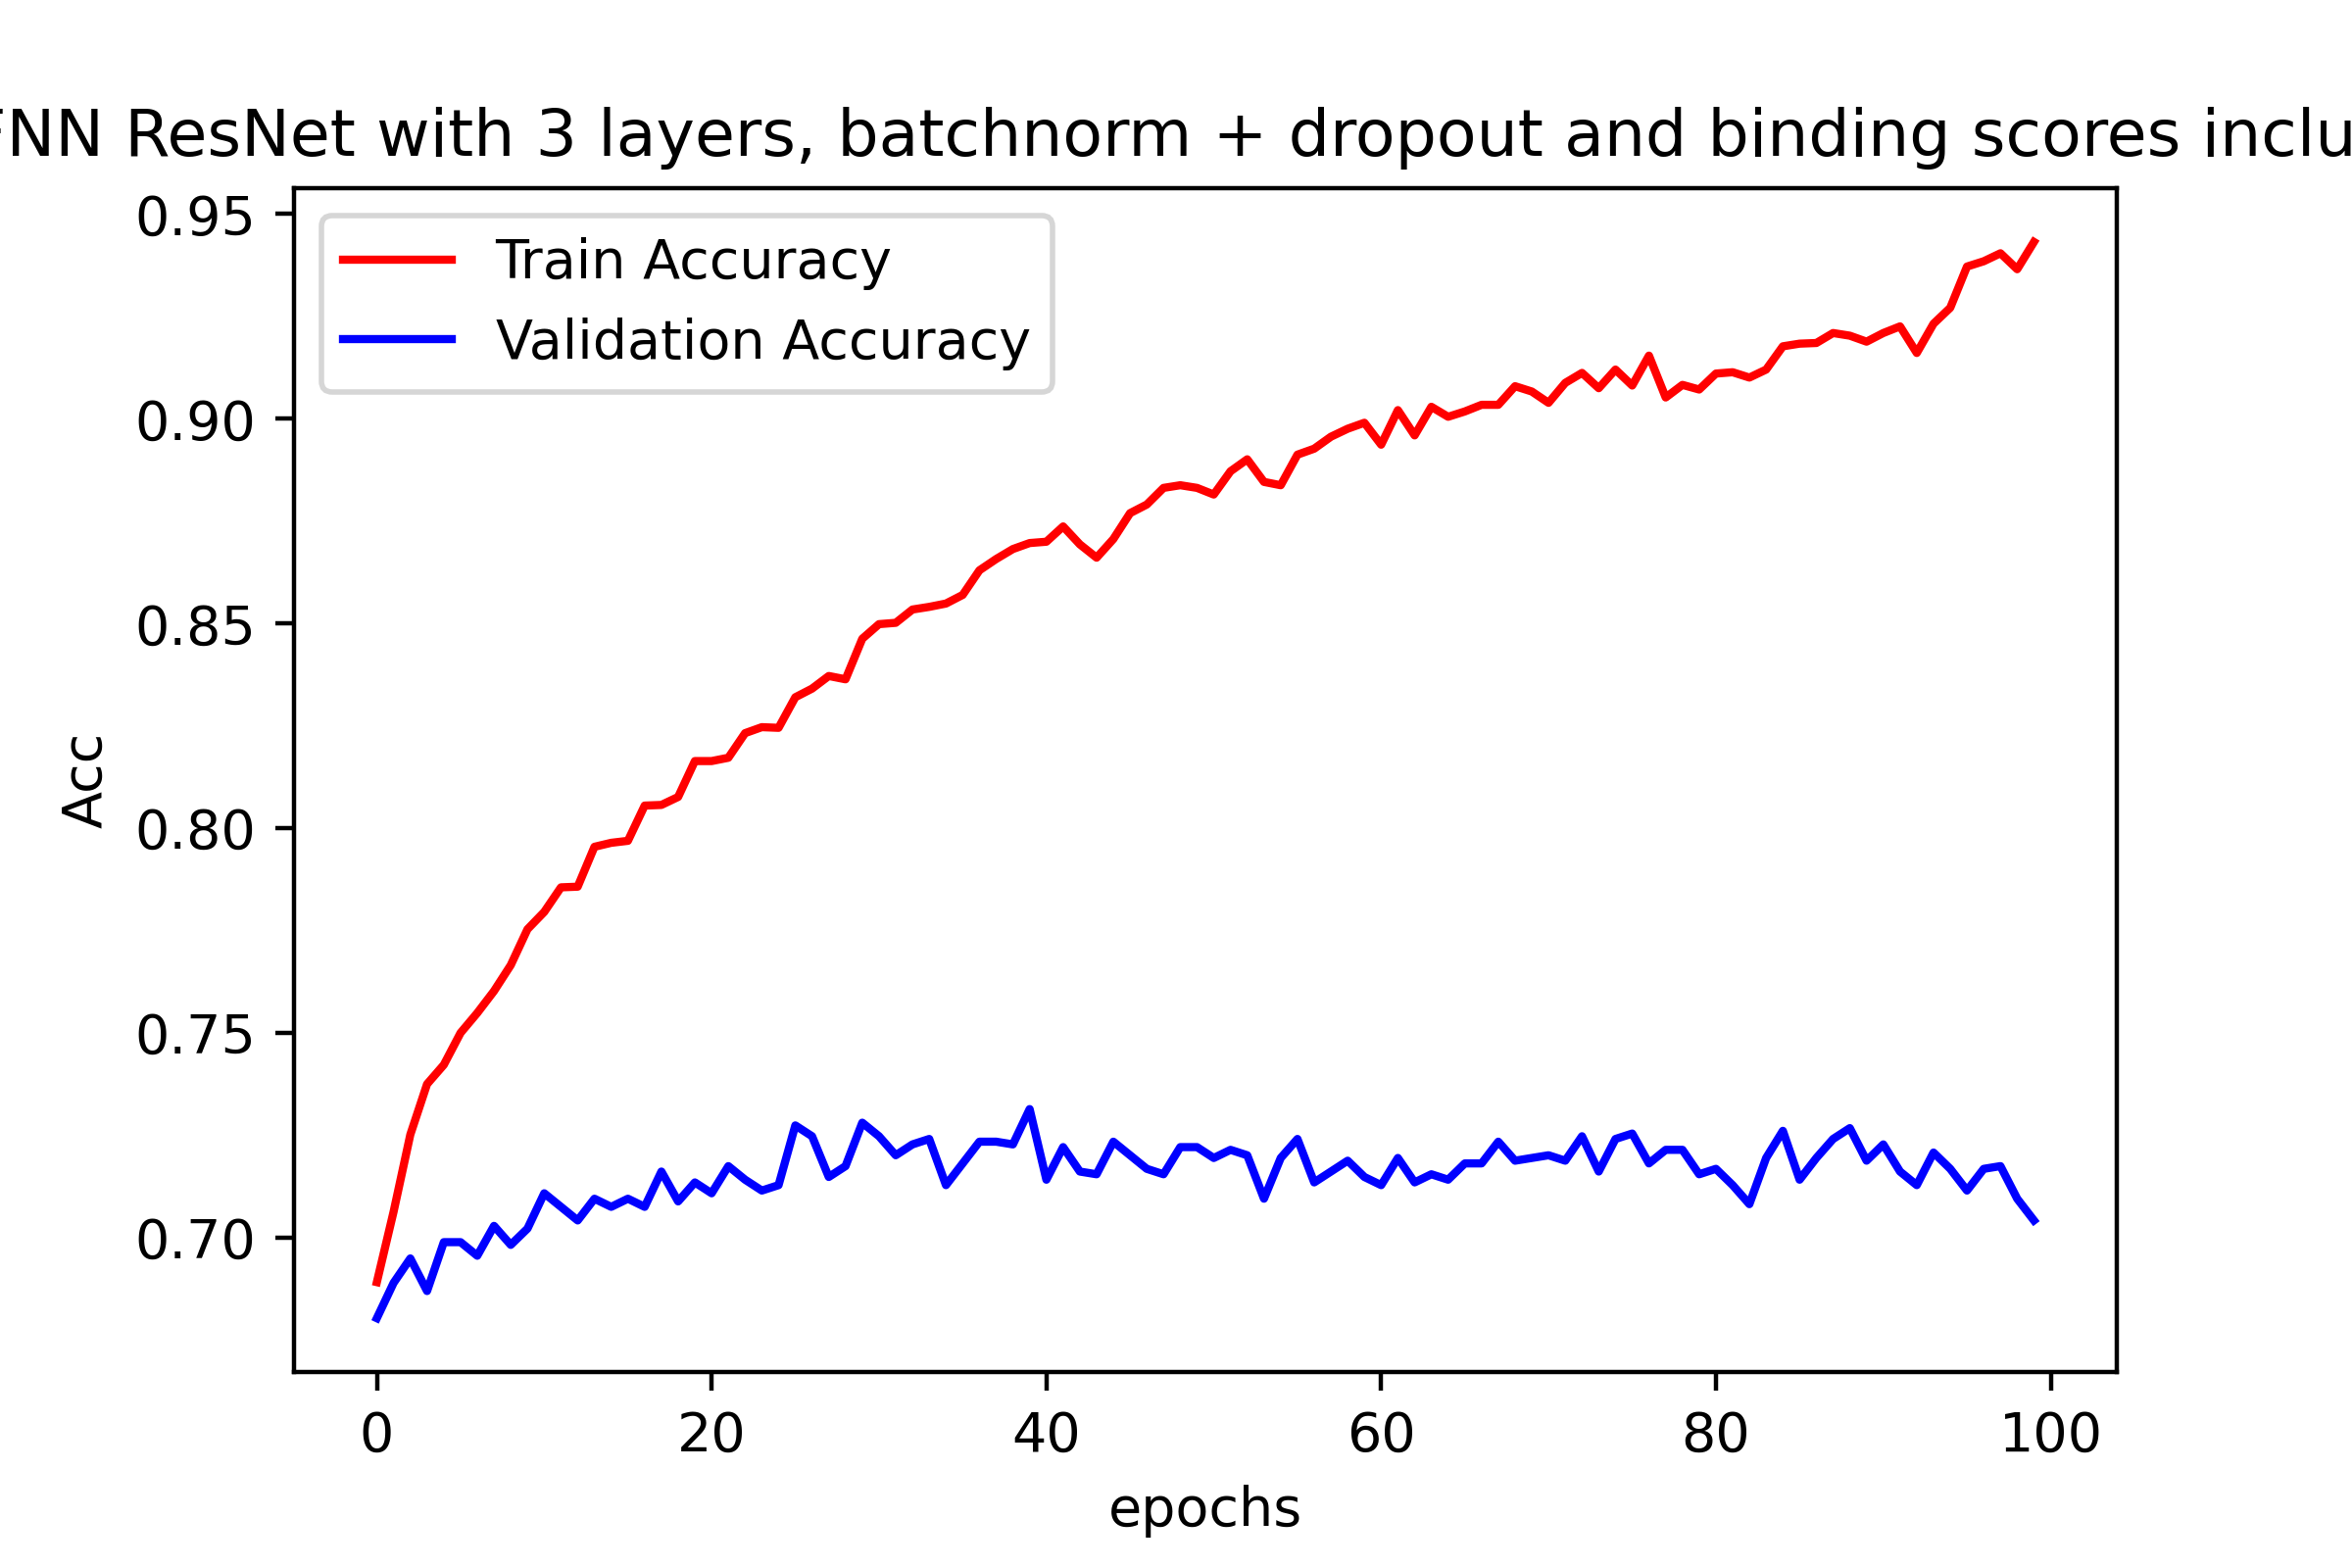 NN ResNet with 3 layers, batchnorm + dropout and binding scores inclu
0.95
Train Accuracy
Validation Accuracy
0.90
0.85
Acc
0.80
0.75
0.70
0 20 40 60 80 100
epochs